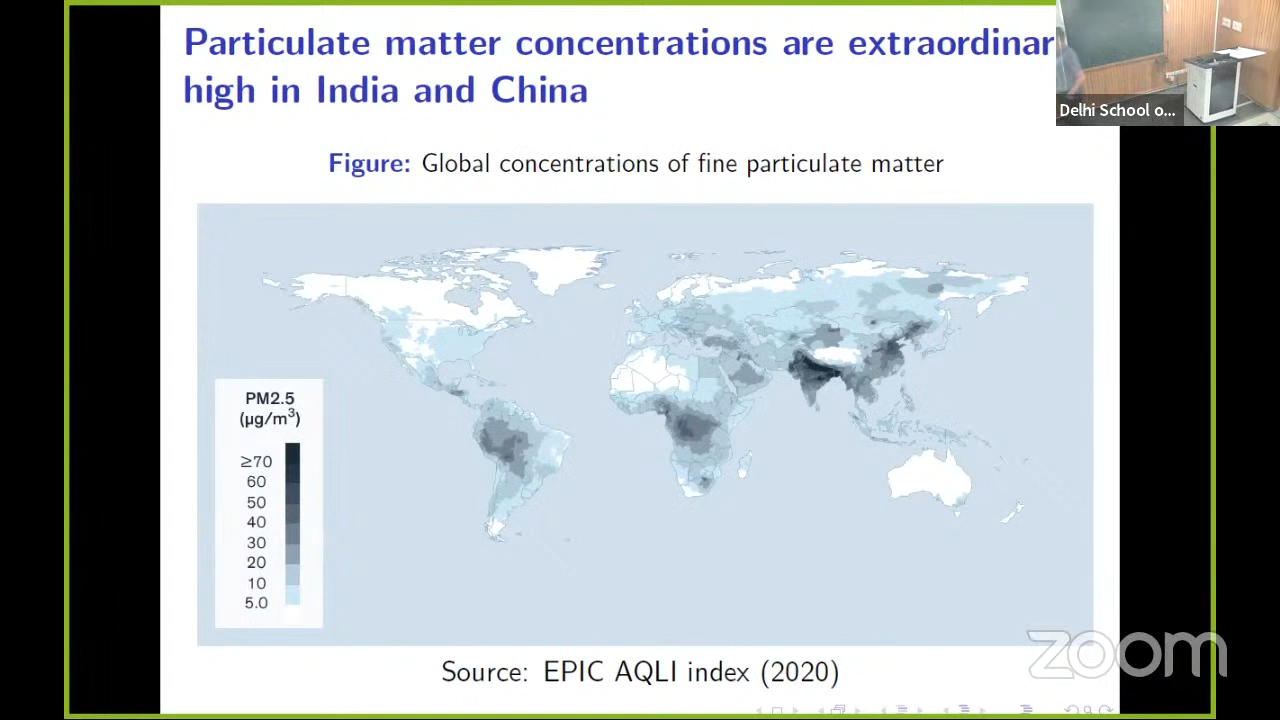 Particulate matter concentrations are extraordinar
high in India and China
Delhi School o...
Figure: Global concentrations of fine particulate matter
PM2.5
(µg/m³)
≥70
60
50
40
30
20
10
5.0
zoom
Source: EPIC AQLI index (2020)